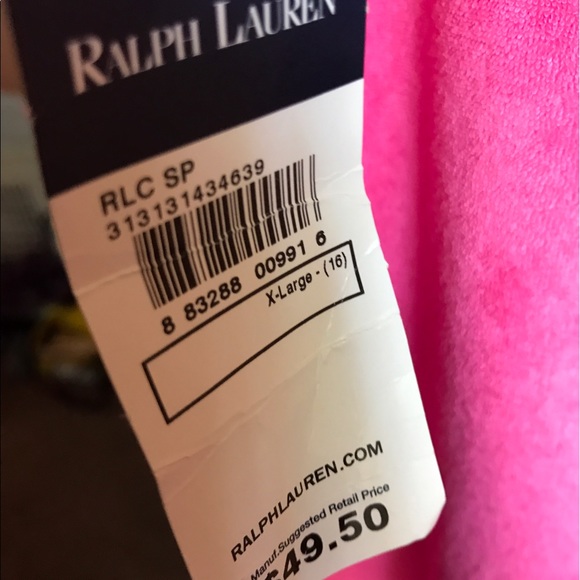 RALPH LAUREN
RLC SP
313131434639
8 83288 00991 6
X-Large - (16)
RALPHLAUREN.COM
Manuf.Suggested Retail Price
$49.50